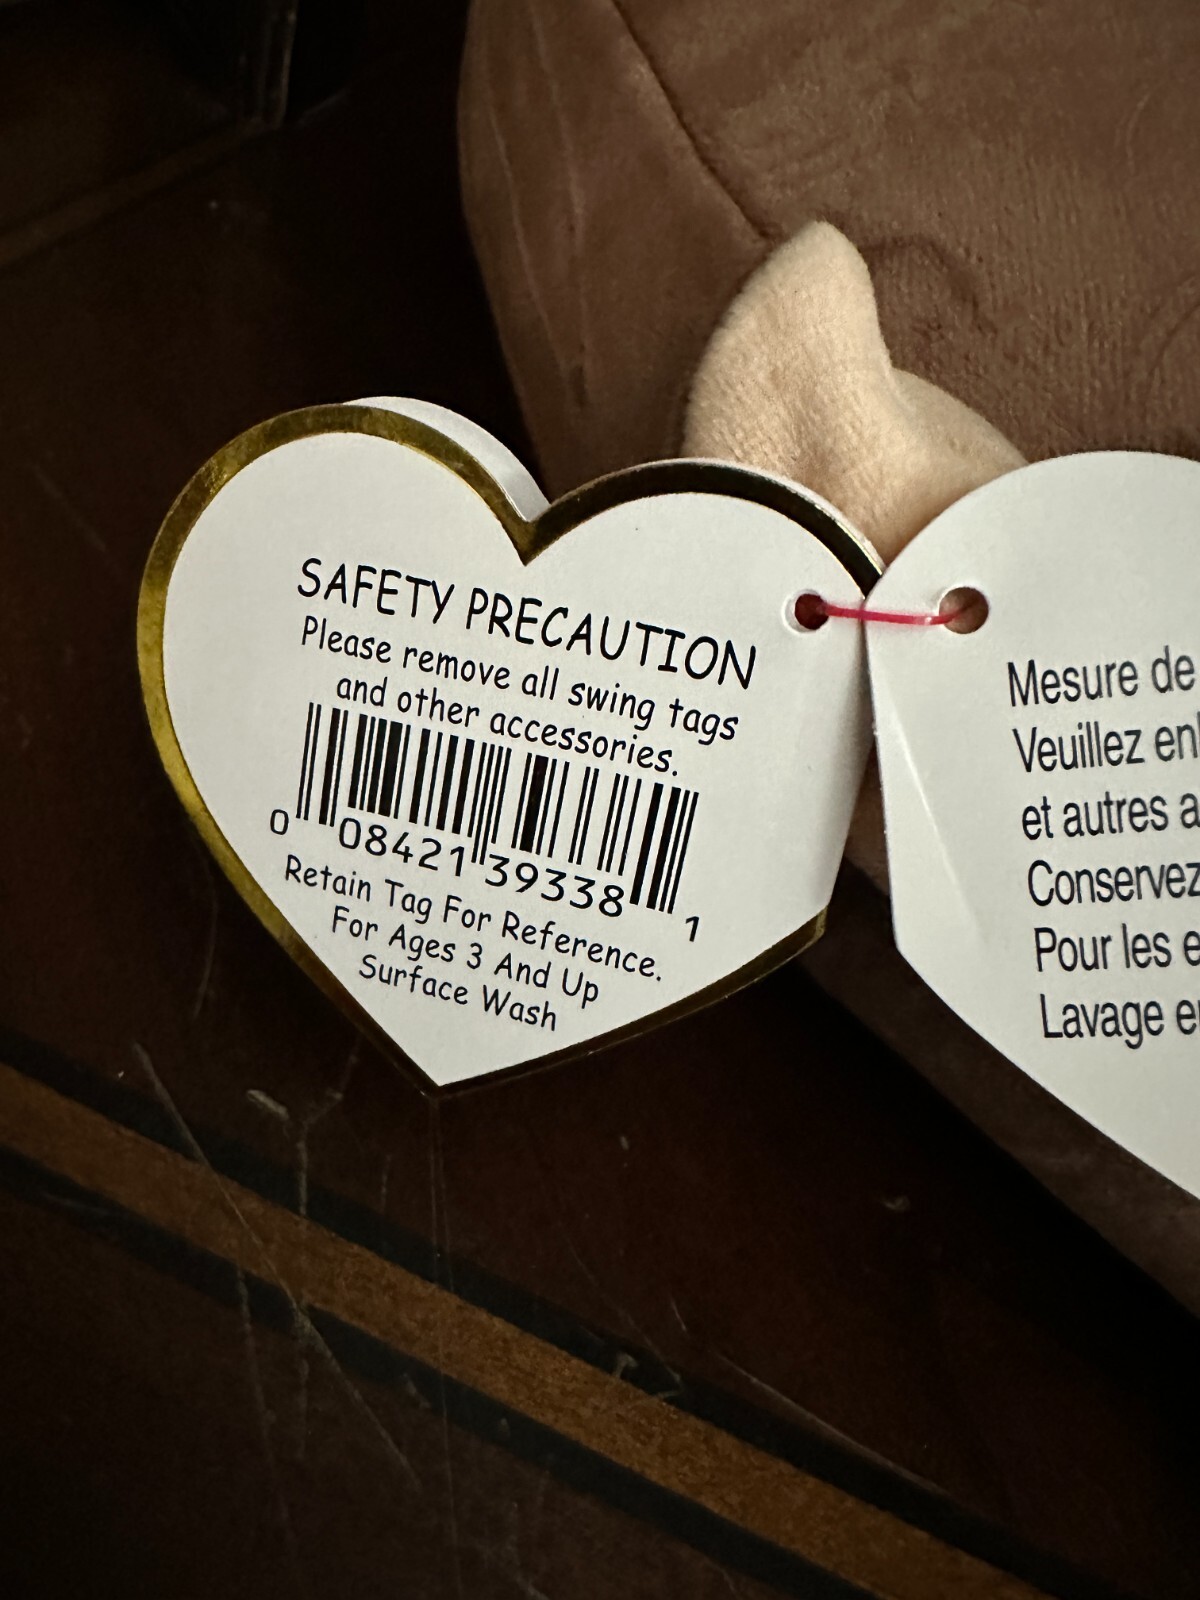 SAFETY PRECAUTION
Please remove all swing tags
and other accessories.
0 08421 39338 1
Retain Tag For Reference.
For Ages 3 And Up
Surface Wash
Mesure de
Veuillez
et autres
Conservez
Pour les
Lavage